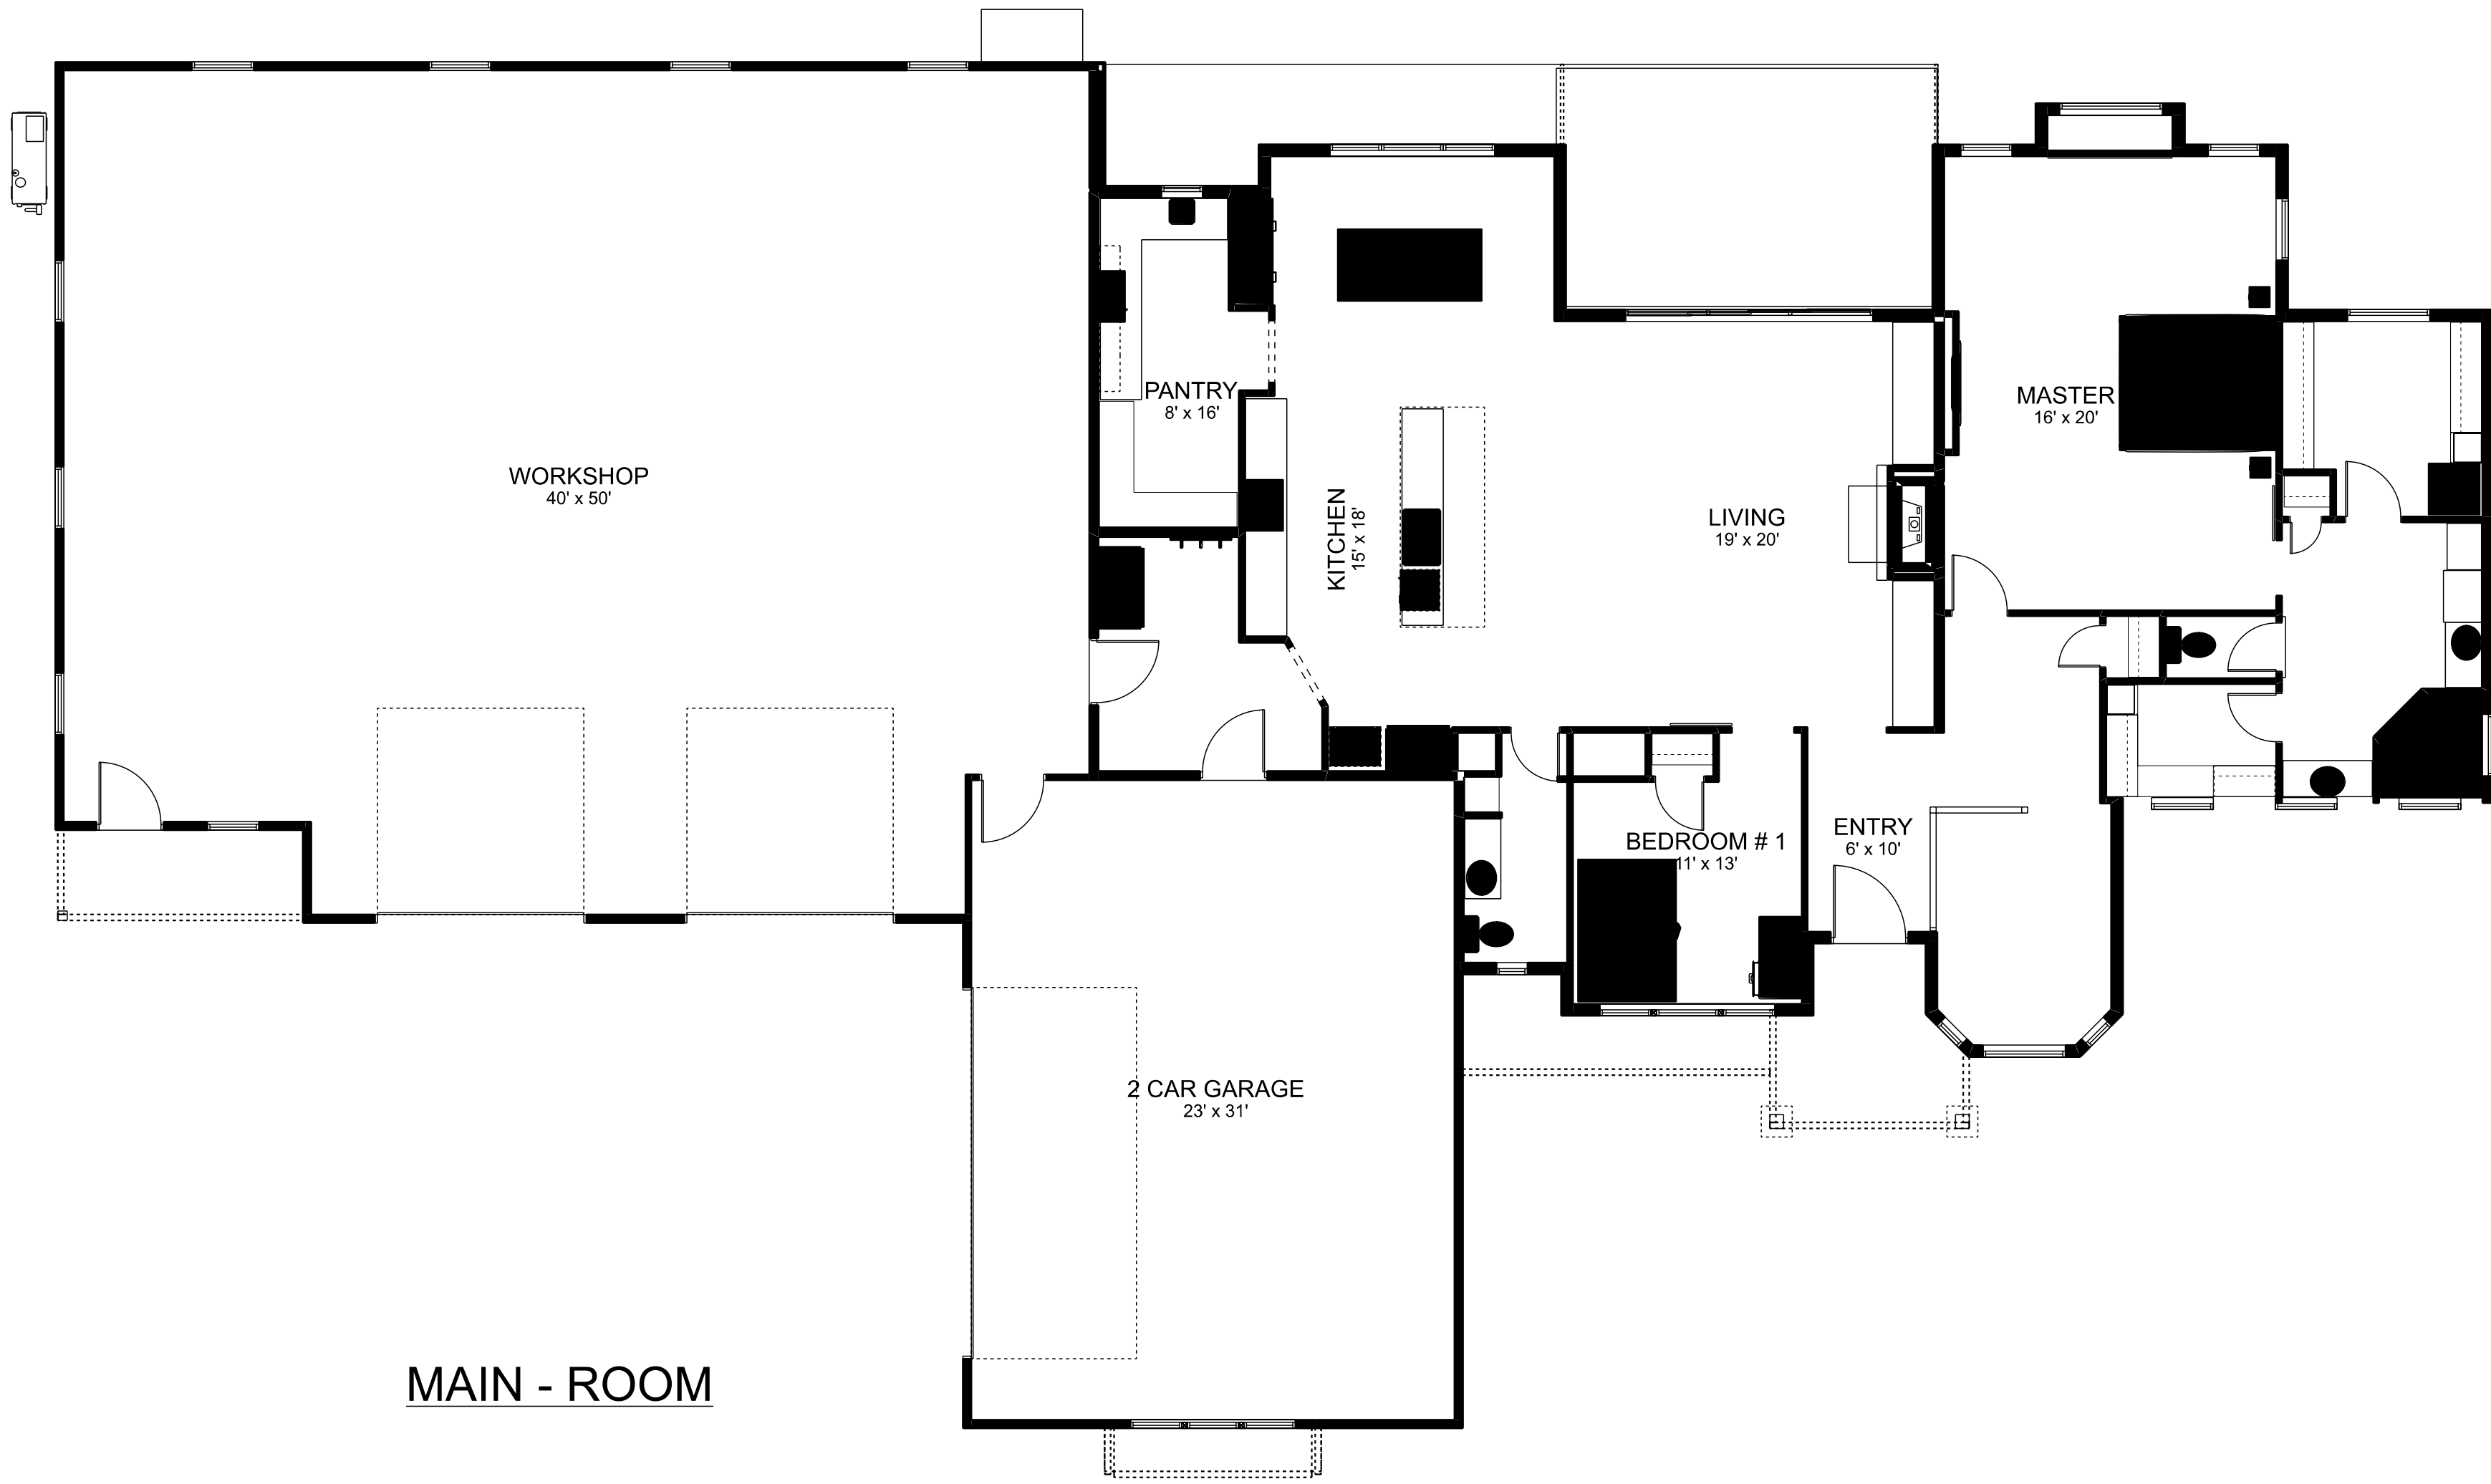 PANTRY
8' x 16'
MASTER
16' x 20'
WORKSHOP
40' x 50'
KITCHEN
15' x 18'
LIVING
19' x 20'
ENTRY
6' x 10'
BEDROOM # 1
11' x 13'
2 CAR GARAGE
23' x 31'
MAIN - ROOM